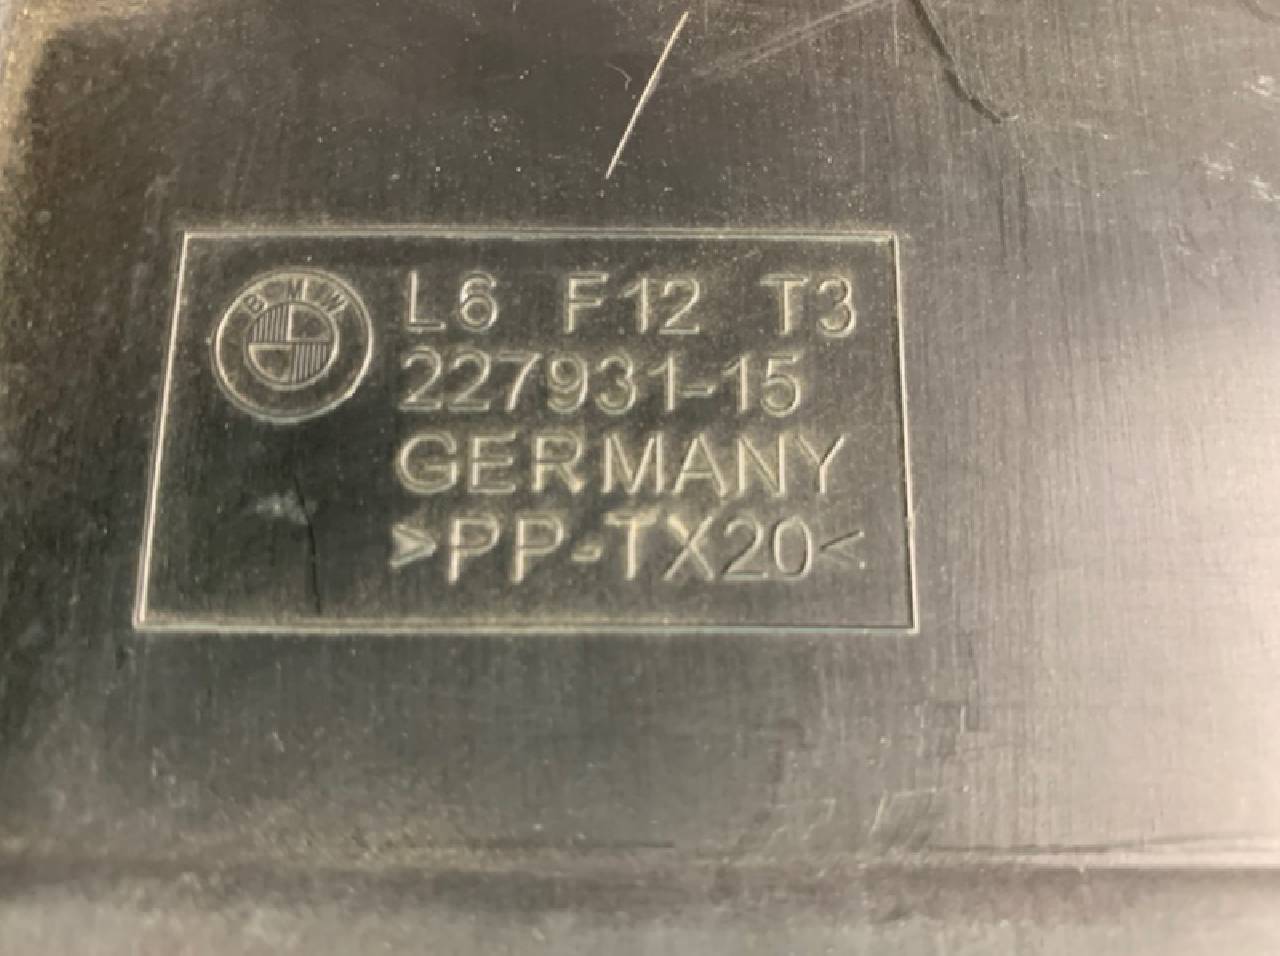 BMW
L6 F12 T3
227931-15
GERMANY
>PP-TX20<